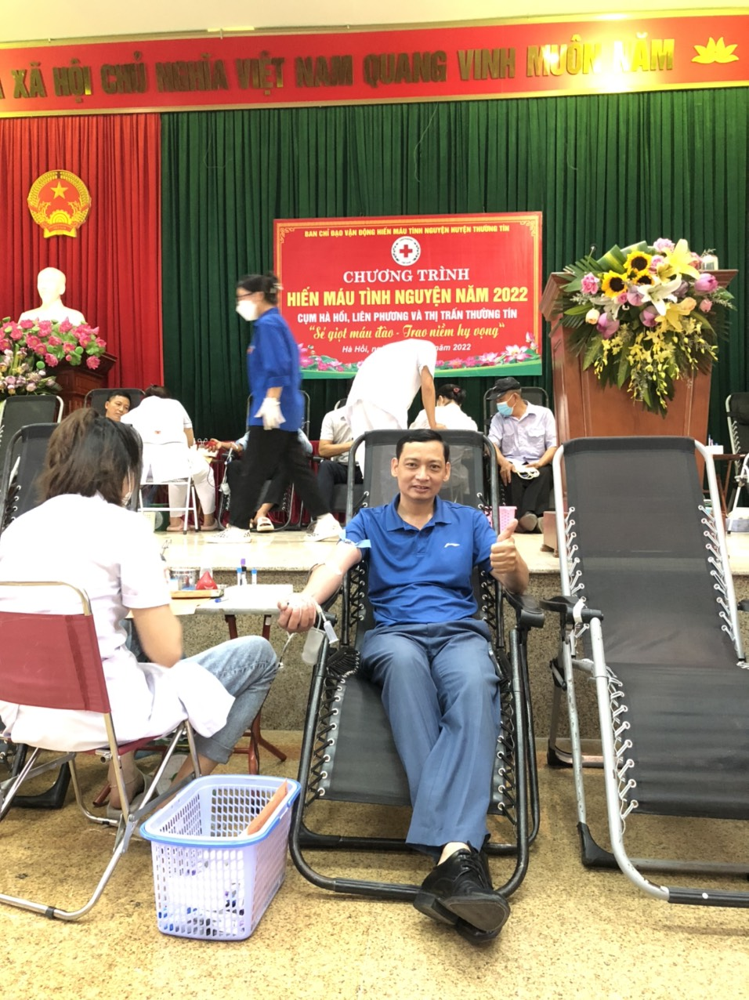 XÃ HỘI CHỦ NGHĨA VIỆT NAM QUANG VINH MUÔN NĂM
BAN CHỈ ĐẠO VẬN ĐỘNG HIẾN MÁU TÌNH NGUYỆN HUYỆN THƯỜNG TÍN
CHƯƠNG TRÌNH
HIẾN MÁU TÌNH NGUYỆN NĂM 2022
CỤM HÀ HỒI, LIÊN PHƯƠNG VÀ THỊ TRẤN THƯỜNG TÍN
"Sẻ giọt máu đào - Trao niềm hy vọng"
Hà Hồi, năm 2022